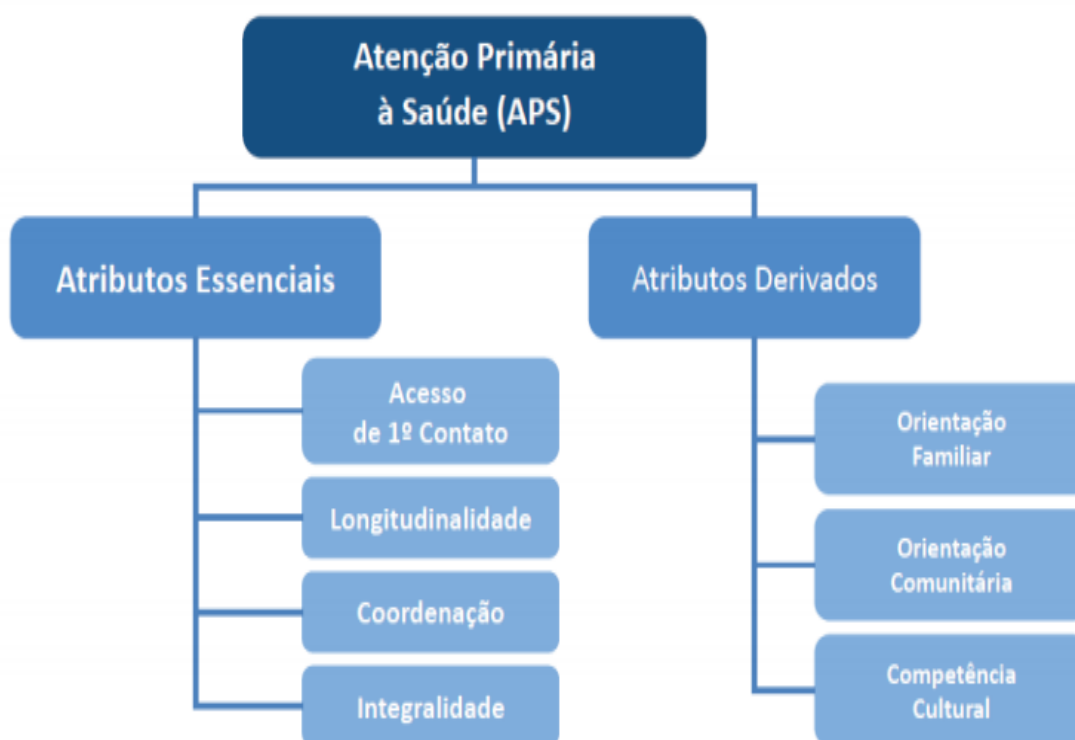 Atenção Primária
à Saúde (APS)
Atributos Essenciais
Acesso
de 1º Contato
Longitudinalidade
Coordenação
Integralidade
Atributos Derivados
Orientação
Familiar
Orientação
Comunitária
Competência
Cultural